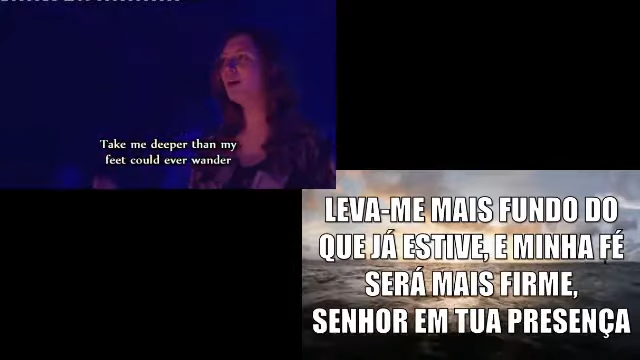 Take me deeper than my
feet could ever wander
LEVA-ME MAIS FUNDO DO
QUE JÁ ESTIVE, E MINHA FÉ
SERÁ MAIS FIRME,
SENHOR EM TUA PRESENÇA